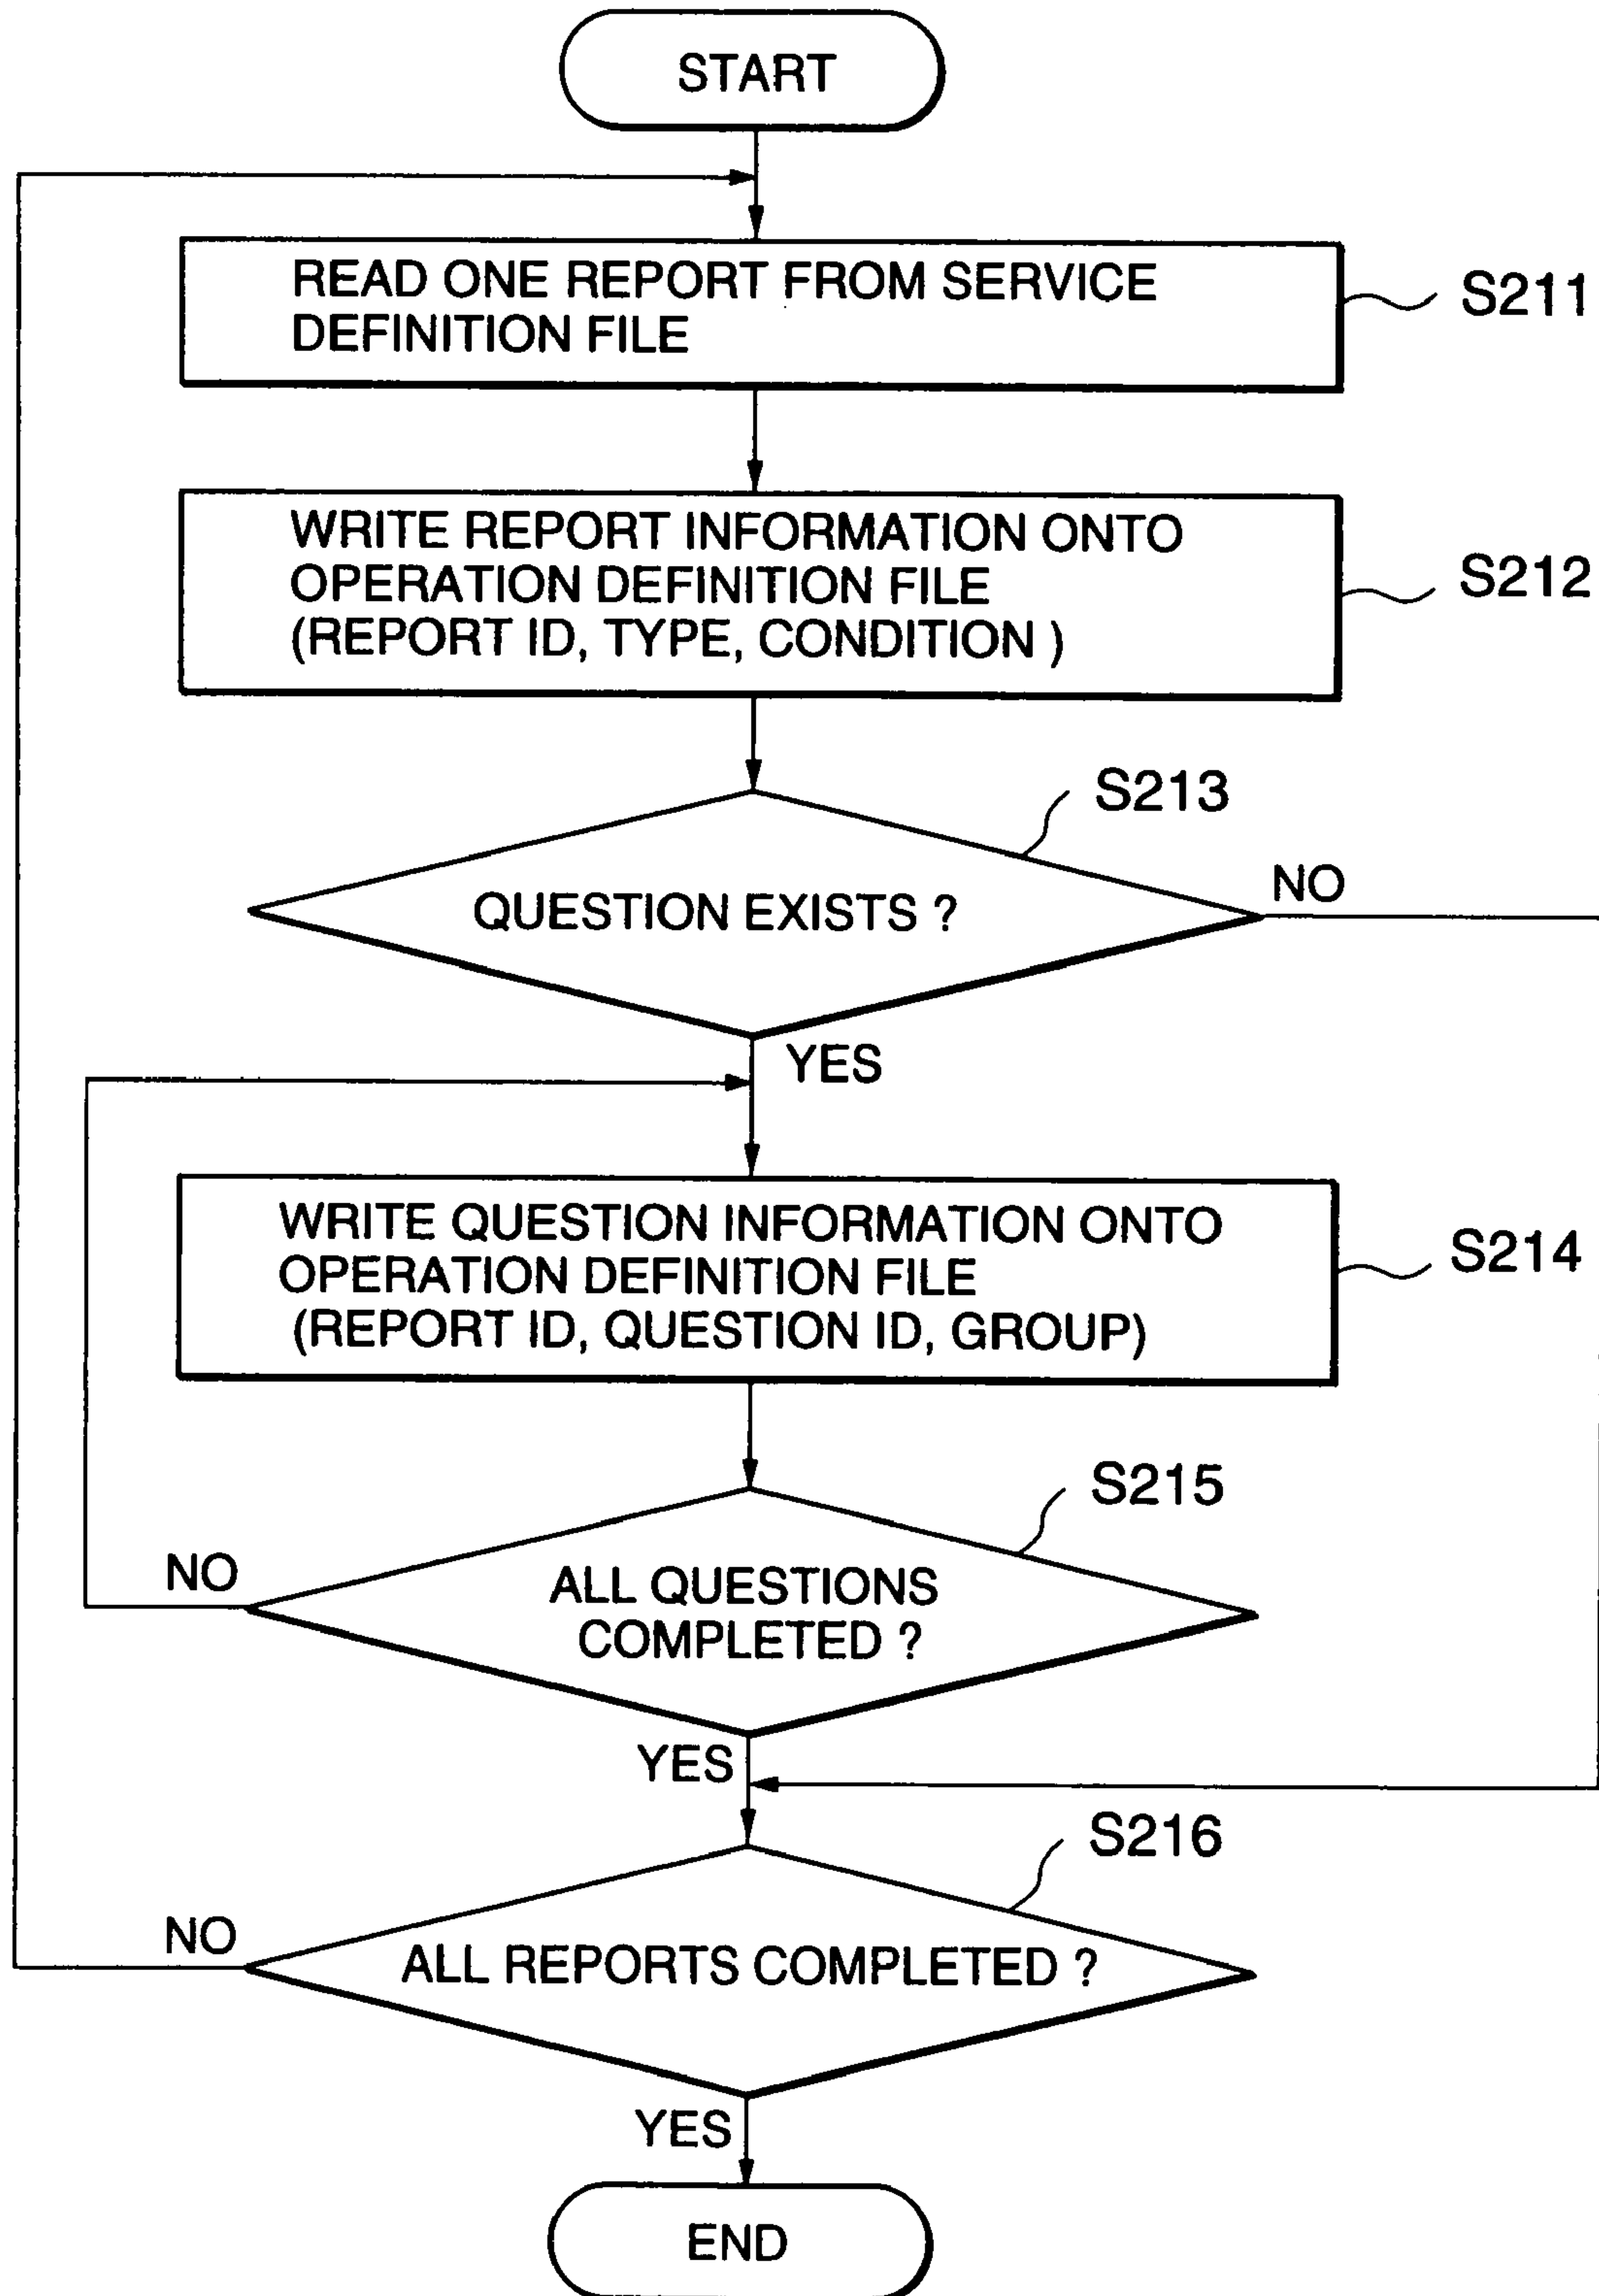 START
READ ONE REPORT FROM SERVICE
DEFINITION FILE
S211
WRITE REPORT INFORMATION ONTO
OPERATION DEFINITION FILE
(REPORT ID, TYPE, CONDITION )
S212
S213
QUESTION EXISTS ?
NO
YES
WRITE QUESTION INFORMATION ONTO
OPERATION DEFINITION FILE
(REPORT ID, QUESTION ID, GROUP)
S214
S215
NO
ALL QUESTIONS
COMPLETED ?
YES
S216
NO
ALL REPORTS COMPLETED ?
YES
END